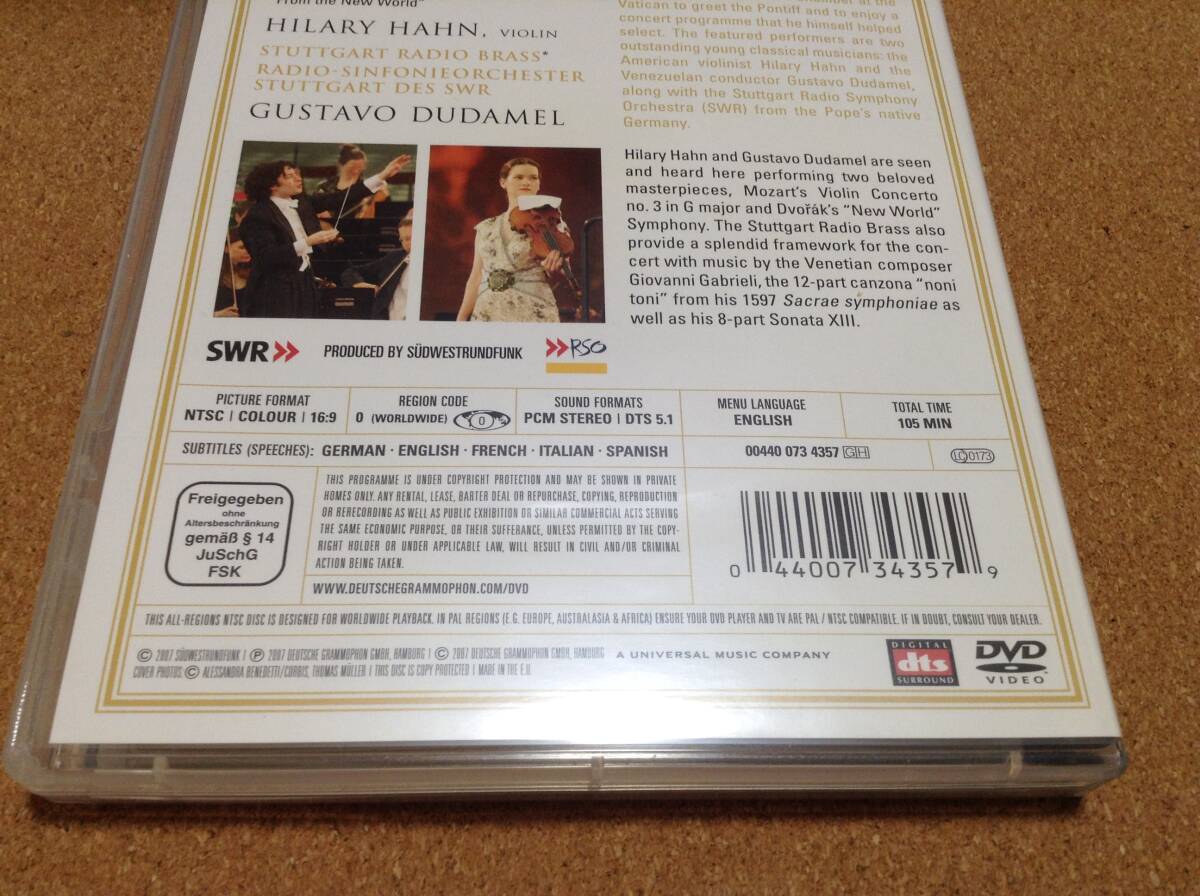 "From the New World"
HILARY HAHN, VIOLIN
STUTTGART RADIO BRASS*
RADIO-SINFONIEORCHESTER
STUTTGART DES SWR
GUSTAVO DUDAMEL
at the
Vatican to greet the Pontiff and to enjoy a
concert programme that he himself helped
select. The featured performers are two
outstanding young classical musicians: the
American violinist Hilary Hahn and the
Venezuelan conductor Gustavo Dudamel,
along with the Stuttgart Radio Symphony
Orchestra (SWR) from the Pope's native
Germany.
Hilary Hahn and Gustavo Dudamel are seen
and heard here performing two beloved
masterpieces, Mozart's Violin Concerto
no. 3 in G major and Dvořák's "New World"
Symphony. The Stuttgart Radio Brass also
provide a splendid framework for the con-
cert with music by the Venetian composer
Giovanni Gabrieli, the 12-part canzona "noni
toni" from his 1597 Sacrae symphoniae as
well as his 8-part Sonata XIII.
SWR PRODUCED BY SÜDWESTRUNDFUNK RSO
PICTURE FORMAT
NTSC | COLOUR | 16:9
REGION CODE
0 (WORLDWIDE) 0
SOUND FORMATS
PCM STEREO | DTS 5.1
MENU LANGUAGE
ENGLISH
TOTAL TIME
105 MIN
SUBTITLES (SPEECHES): GERMAN · ENGLISH · FRENCH · ITALIAN · SPANISH
00440 073 4357 GH
LC 0173
Freigegeben
ohne
Altersbeschränkung
gemäß § 14
JuSchG
FSK
THIS PROGRAMME IS UNDER COPYRIGHT PROTECTION AND MAY BE SHOWN IN PRIVATE
HOMES ONLY. ANY RENTAL, LEASE, BARTER DEAL OR REPURCHASE, COPYING, REPRODUCTION
OR RERECORDING AS WELL AS PUBLIC EXHIBITION OR SIMILAR COMMERCIAL ACTS SERVING
THE SAME ECONOMIC PURPOSE, OR THEIR SUFFERANCE, UNLESS PERMITTED BY THE COPY-
RIGHT HOLDER OR UNDER APPLICABLE LAW, WILL RESULT IN CIVIL AND/OR CRIMINAL
ACTION BEING TAKEN.
WWW.DEUTSCHEGRAMMOPHON.COM/DVD
0 44007 34357 9
THIS ALL-REGIONS NTSC DISC IS DESIGNED FOR WORLDWIDE PLAYBACK. IN PAL REGIONS (E.G. EUROPE, AUSTRALASIA & AFRICA) ENSURE YOUR DVD PLAYER AND TV ARE PAL / NTSC COMPATIBLE. IF IN DOUBT, CONSULT YOUR DEALER.
© 2007 SÜDWESTRUNDFUNK | ℗ 2007 DEUTSCHE GRAMMOPHON GMBH, HAMBURG | © 2007 DEUTSCHE GRAMMOPHON GMBH, HAMBURG A UNIVERSAL MUSIC COMPANY
COVER PHOTOS © ALESSANDRA BENEDETTI/CORBIS, THOMAS MÜLLER | THIS DISC IS COPY PROTECTED | MADE IN THE E.U.
DIGITAL
dts
SURROUND
DVD
VIDEO